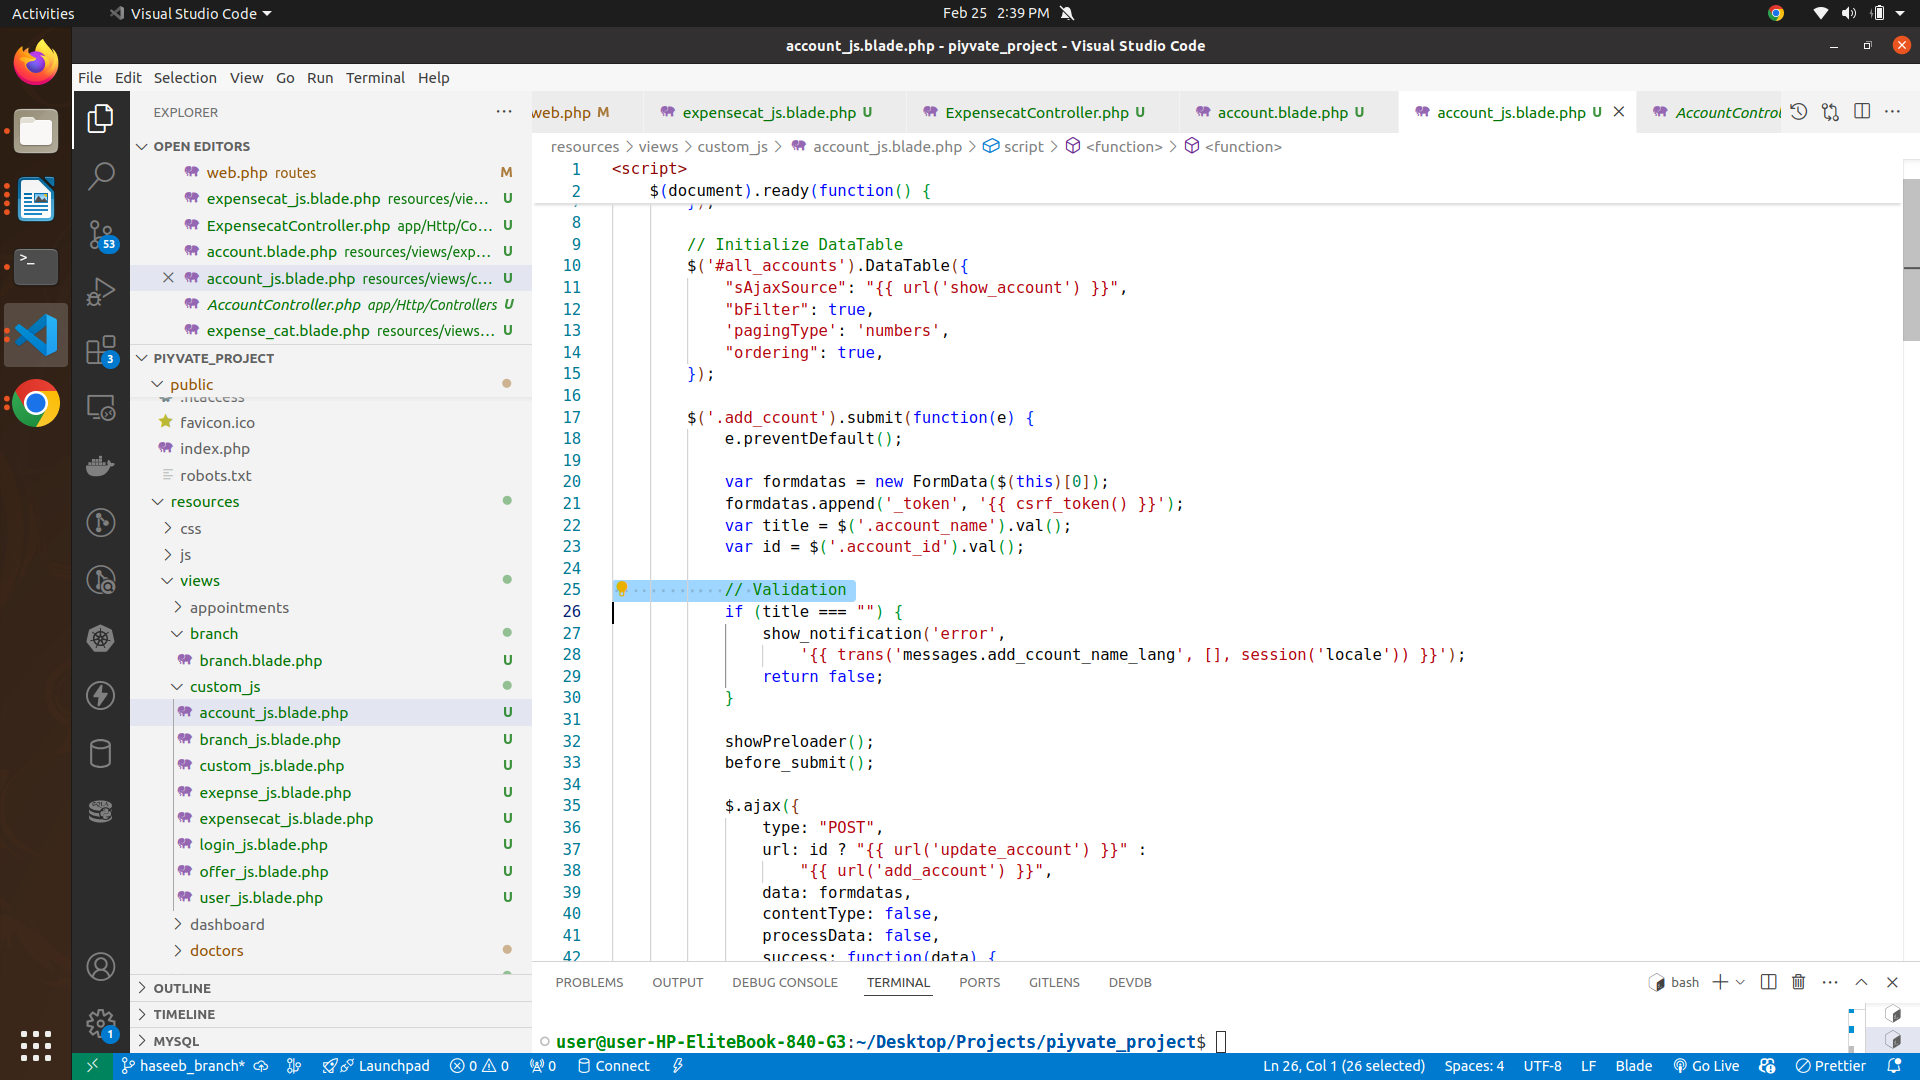 Activities
Visual Studio Code
Feb 25 2:39 PM
account_js.blade.php - piyvate_project - Visual Studio Code
File Edit Selection View Go Run Terminal Help
EXPLORER
OPEN EDITORS
web.php routes M
expensecat_js.blade.php resources/vie... U
ExpensecatController.php app/Http/Co... U
account.blade.php resources/views/exp... U
account_js.blade.php resources/views/c... U
AccountController.php app/Http/Controllers U
expense_cat.blade.php resources/views... U
PIYVATE_PROJECT
public
.htaccess
favicon.ico
index.php
robots.txt
resources
css
js
views
appointments
branch
branch.blade.php U
custom_js
account_js.blade.php U
branch_js.blade.php U
custom_js.blade.php U
exepnse_js.blade.php U
expensecat_js.blade.php U
login_js.blade.php U
offer_js.blade.php U
user_js.blade.php U
dashboard
doctors
OUTLINE
TIMELINE
MYSQL
53
3
1
web.php M
expensecat_js.blade.php U
ExpensecatController.php U
account.blade.php U
account_js.blade.php U
AccountControl
resources > views > custom_js > account_js.blade.php > script > <function> > <function>
1 <script>
2 $(document).ready(function() {
7 });
8
9 // Initialize DataTable
10 $('#all_accounts').DataTable({
11 "sAjaxSource": "{{ url('show_account') }}",
12 "bFilter": true,
13 'pagingType': 'numbers',
14 "ordering": true,
15 });
16
17 $('.add_ccount').submit(function(e) {
18 e.preventDefault();
19
20 var formdatas = new FormData($(this)[0]);
21 formdatas.append('_token', '{{ csrf_token() }}');
22 var title = $('.account_name').val();
23 var id = $('.account_id').val();
24
25 // Validation
26 if (title === "") {
27 show_notification('error',
28 '{{ trans('messages.add_ccount_name_lang', [], session('locale')) }}');
29 return false;
30 }
31
32 showPreloader();
33 before_submit();
34
35 $.ajax({
36 type: "POST",
37 url: id ? "{{ url('update_account') }}" :
38 "{{ url('add_account') }}",
39 data: formdatas,
40 contentType: false,
41 processData: false,
42 success: function(data) {
PROBLEMS OUTPUT DEBUG CONSOLE TERMINAL PORTS GITLENS DEVDB
bash
user@user-HP-EliteBook-840-G3:~/Desktop/Projects/piyvate_project$
haseeb_branch* Launchpad 0 0 0 Connect
Ln 26, Col 1 (26 selected) Spaces: 4 UTF-8 LF Blade Go Live Prettier